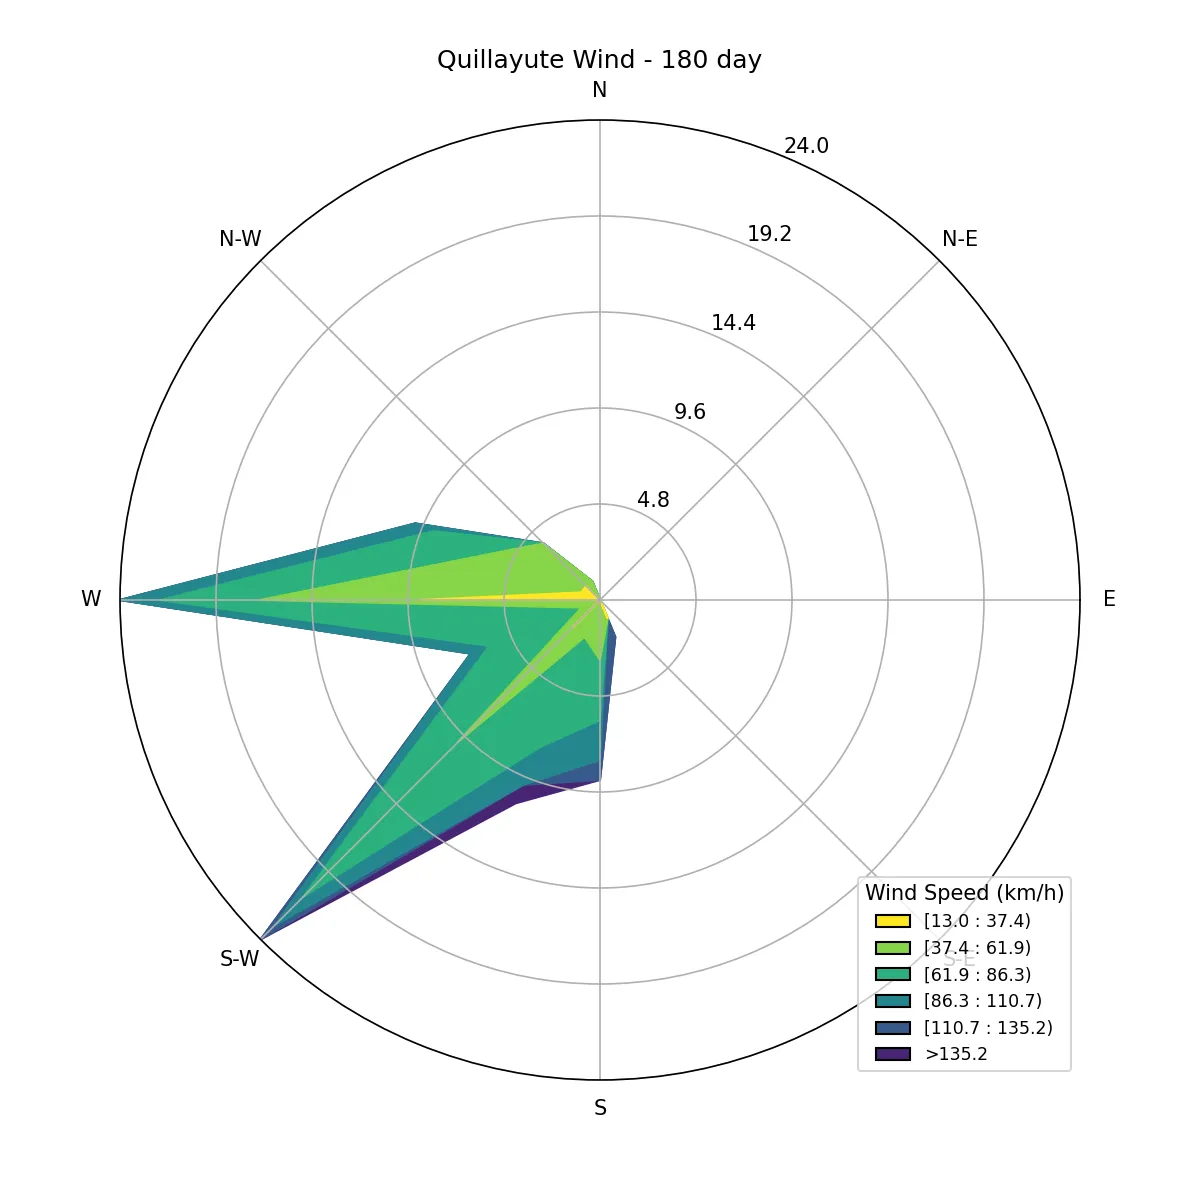 Quillayute Wind - 180 day
N
24.0
N-W
N-E
19.2
14.4
9.6
4.8
W
E
S-W
S-E
S
Wind Speed (km/h)
[13.0 : 37.4)
[37.4 : 61.9)
[61.9 : 86.3)
[86.3 : 110.7)
[110.7 : 135.2)
>135.2